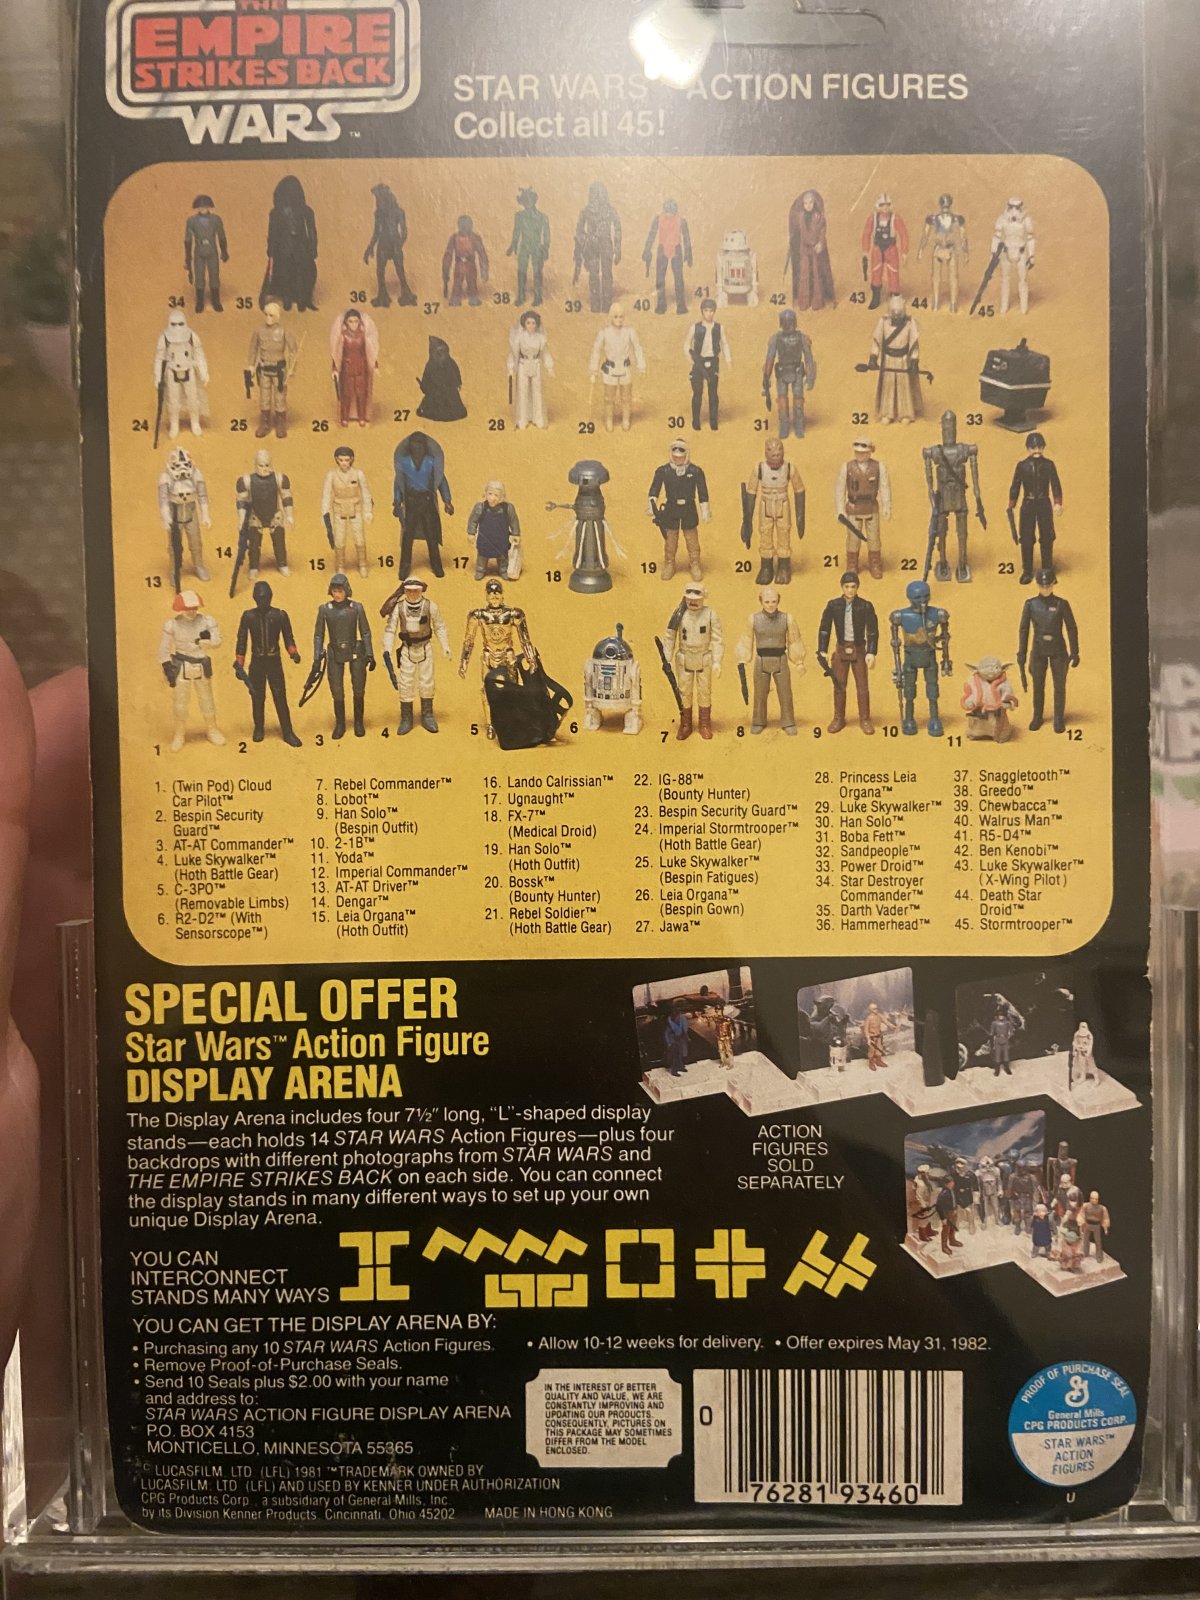 THE
EMPIRE
STRIKES BACK
WARS™
STAR WARS ACTION FIGURES
Collect all 45!
34 35 36 37 38 39 40 41 42 43 44 45
24 25 26 27 28 29 30 31 32 33
13 14 15 16 17 18 19 20 21 22 23
1 2 3 4 5 6 7 8 9 10 11 12
1. (Twin Pod) Cloud
Car Pilot™
2. Bespin Security
Guard™
3. AT-AT Commander™
4. Luke Skywalker™
(Hoth Battle Gear)
5. C-3PO™
(Removable Limbs)
6. R2-D2™ (With
Sensorscope™)
7. Rebel Commander™
8. Lobot™
9. Han Solo™
(Bespin Outfit)
10. 2-1B™
11. Yoda™
12. Imperial Commander™
13. AT-AT Driver™
14. Dengar™
15. Leia Organa™
(Hoth Outfit)
16. Lando Calrissian™
17. Ugnaught™
18. FX-7™
(Medical Droid)
19. Han Solo™
(Hoth Outfit)
20. Bossk™
(Bounty Hunter)
21. Rebel Soldier™
(Hoth Battle Gear)
22. IG-88™
(Bounty Hunter)
23. Bespin Security Guard™
24. Imperial Stormtrooper™
(Hoth Battle Gear)
25. Luke Skywalker™
(Bespin Fatigues)
26. Leia Organa™
(Bespin Gown)
27. Jawa™
28. Princess Leia
Organa™
29. Luke Skywalker™
30. Han Solo™
31. Boba Fett™
32. Sandpeople™
33. Power Droid™
34. Star Destroyer
Commander™
35. Darth Vader™
36. Hammerhead™
37. Snaggletooth™
38. Greedo™
39. Chewbacca™
40. Walrus Man™
41. R5-D4™
42. Ben Kenobi™
43. Luke Skywalker™
(X-Wing Pilot)
44. Death Star
Droid™
45. Stormtrooper™
SPECIAL OFFER
Star Wars™ Action Figure
DISPLAY ARENA
The Display Arena includes four 7½" long, "L"-shaped display
stands—each holds 14 STAR WARS Action Figures—plus four
backdrops with different photographs from STAR WARS and
THE EMPIRE STRIKES BACK on each side. You can connect
the display stands in many different ways to set up your own
unique Display Arena.
ACTION
FIGURES
SOLD
SEPARATELY
YOU CAN
INTERCONNECT
STANDS MANY WAYS
YOU CAN GET THE DISPLAY ARENA BY:
• Purchasing any 10 STAR WARS Action Figures.
• Remove Proof-of-Purchase Seals.
• Send 10 Seals plus $2.00 with your name
and address to:
STAR WARS ACTION FIGURE DISPLAY ARENA
P.O. BOX 4153
MONTICELLO, MINNESOTA 55365
• Allow 10-12 weeks for delivery. • Offer expires May 31, 1982.
IN THE INTEREST OF BETTER
QUALITY AND VALUE, WE ARE
CONSTANTLY IMPROVING AND
UPDATING OUR PRODUCTS.
CONSEQUENTLY, PICTURES ON
THIS PACKAGE MAY SOMETIMES
DIFFER FROM THE MODEL
ENCLOSED.
0 76281 93460
PROOF OF PURCHASE SEAL
General Mills
CPG PRODUCTS CORP.
STAR WARS™
ACTION
FIGURES
U
© LUCASFILM, LTD. (LFL) 1981 ™TRADEMARK OWNED BY
LUCASFILM, LTD. (LFL) AND USED BY KENNER UNDER AUTHORIZATION
CPG Products Corp., a subsidiary of General Mills, Inc.
by its Division Kenner Products, Cincinnati, Ohio 45202
MADE IN HONG KONG